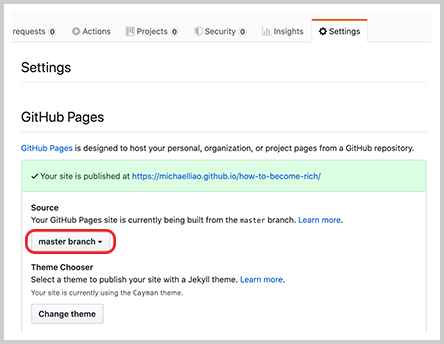 requests 0 Actions Projects 0 Security 0 Insights Settings
Settings
GitHub Pages
GitHub Pages is designed to host your personal, organization, or project pages from a GitHub repository.
✓ Your site is published at https://michaelliao.github.io/how-to-become-rich/
Source
Your GitHub Pages site is currently being built from the master branch. Learn more.
master branch
Theme Chooser
Select a theme to publish your site with a Jekyll theme. Learn more.
Your site is currently using the Cayman theme.
Change theme